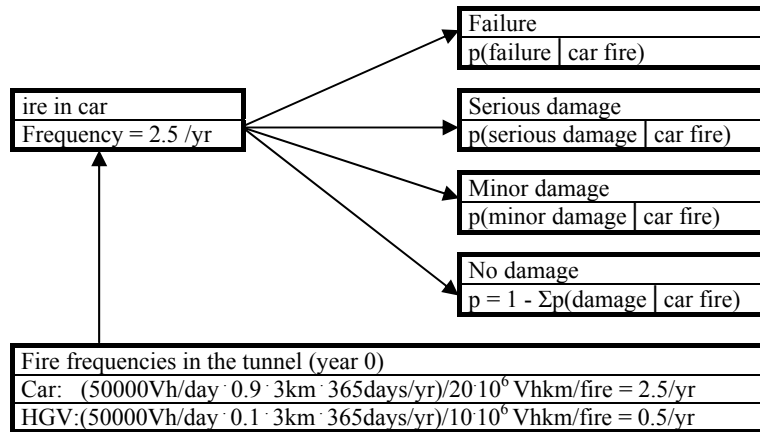 Failure
p(failure | car fire)
ire in car
Frequency = 2.5 /yr
Serious damage
p(serious damage | car fire)
Minor damage
p(minor damage | car fire)
No damage
p = 1 - Σp(damage | car fire)
Fire frequencies in the tunnel (year 0)
Car: (50000Vh/day · 0.9 · 3km · 365days/yr)/20·10⁶ Vhkm/fire = 2.5/yr
HGV:(50000Vh/day · 0.1 · 3km · 365days/yr)/10·10⁶ Vhkm/fire = 0.5/yr